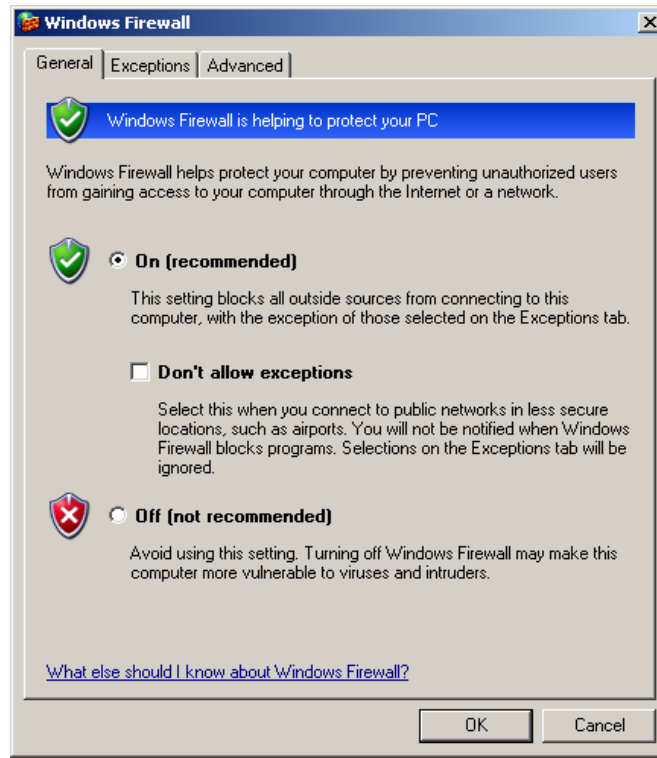 Windows Firewall
General Exceptions Advanced
Windows Firewall is helping to protect your PC
Windows Firewall helps protect your computer by preventing unauthorized users
from gaining access to your computer through the Internet or a network.
On (recommended)
This setting blocks all outside sources from connecting to this
computer, with the exception of those selected on the Exceptions tab.
Don't allow exceptions
Select this when you connect to public networks in less secure
locations, such as airports. You will not be notified when Windows
Firewall blocks programs. Selections on the Exceptions tab will be
ignored.
Off (not recommended)
Avoid using this setting. Turning off Windows Firewall may make this
computer more vulnerable to viruses and intruders.
What else should I know about Windows Firewall?
OK Cancel